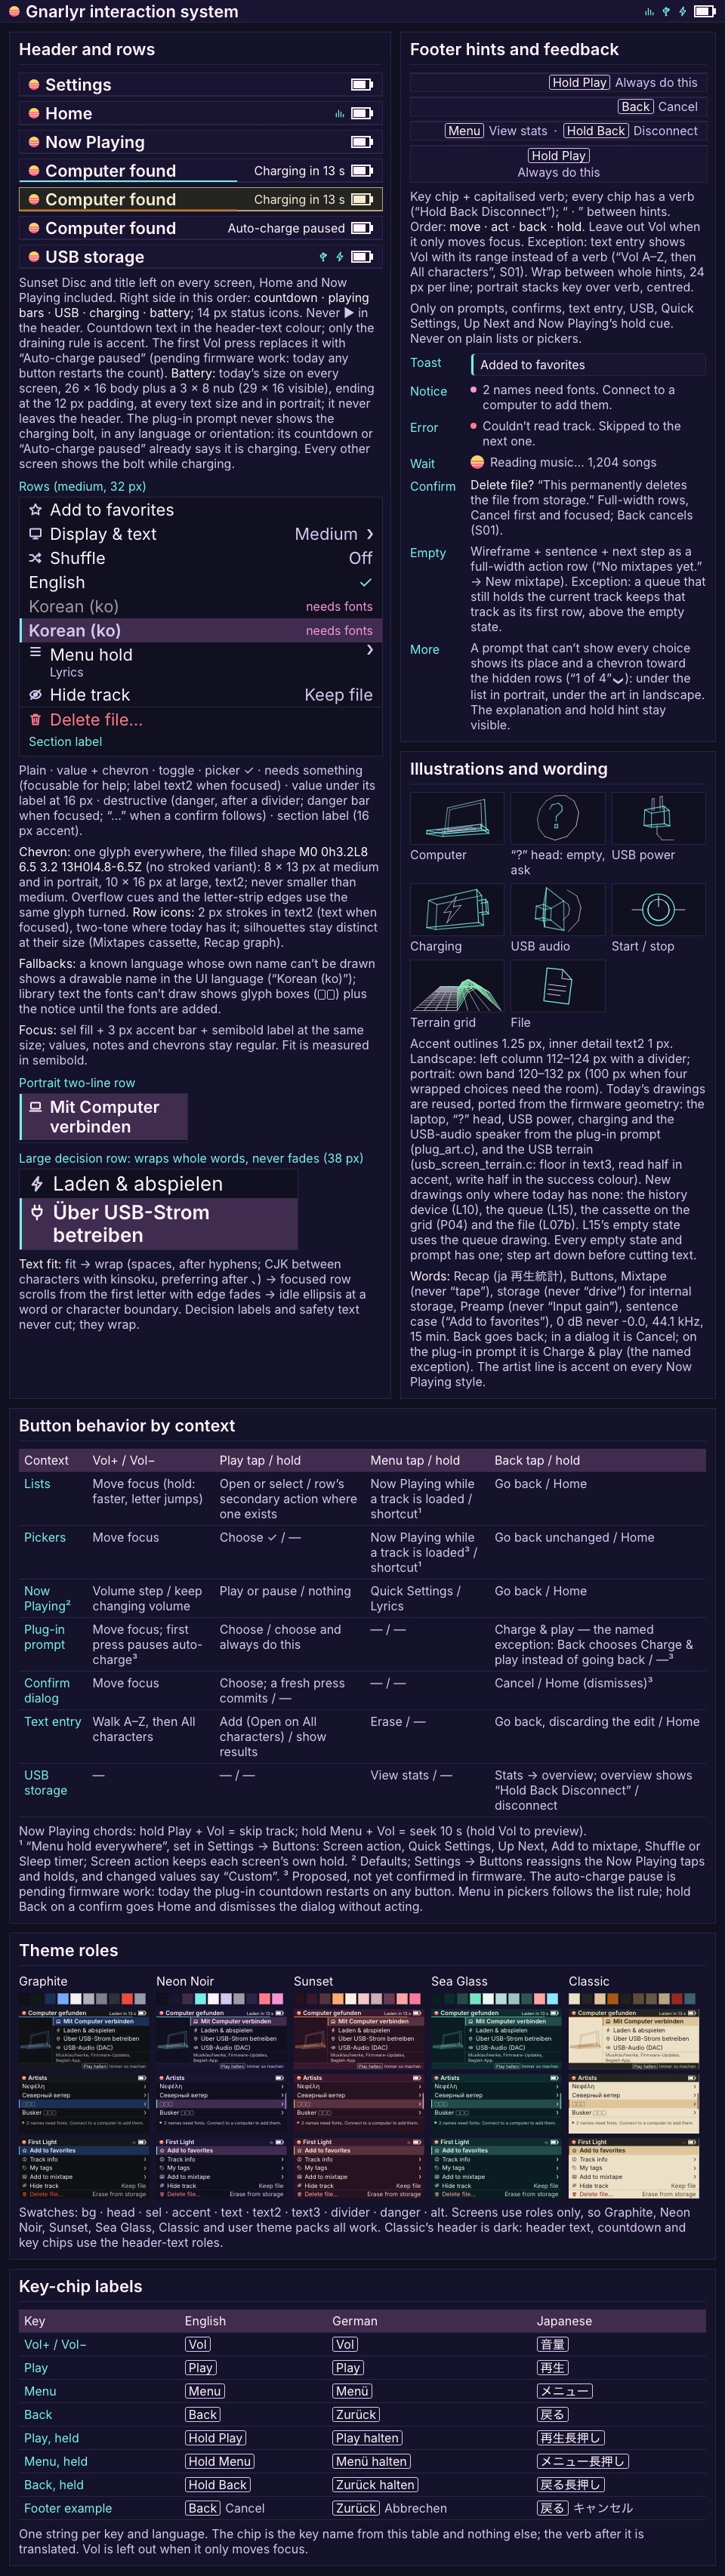 Gnarlyr interaction system
Header and rows
Settings
Home
Now Playing
Computer found Charging in 13 s
Computer found Charging in 13 s
Computer found Auto-charge paused
USB storage
Sunset Disc and title left on every screen, Home and Now
Playing included. Right side in this order: countdown · playing
bars · USB · charging · battery; 14 px status icons. Never ▶ in
the header. Countdown text in the header-text colour; only the
draining rule is accent. The first Vol press replaces it with
“Auto-charge paused” (pending firmware work: today any
button restarts the count). Battery: today’s size on every
screen, 26 × 16 body plus a 3 × 8 nub (29 × 16 visible), ending
at the 12 px padding, at every text size and in portrait; it never
leaves the header. The plug-in prompt never shows the
charging bolt, in any language or orientation: its countdown or
“Auto-charge paused” already says it is charging. Every other
screen shows the bolt while charging.
Rows (medium, 32 px)
Add to favorites
Display & text Medium ❯
Shuffle Off
English ✓
Korean (ko) needs fonts
Korean (ko) needs fonts
Menu hold ❯
Lyrics
Hide track Keep file
Delete file…
Section label
Plain · value + chevron · toggle · picker ✓ · needs something
(focusable for help; label text2 when focused) · value under its
label at 16 px · destructive (danger, after a divider; danger bar
when focused; “…” when a confirm follows) · section label (16
px accent).
Chevron: one glyph everywhere, the filled shape M0 0h3.2L8
6.5 3.2 13H0l4.8-6.5Z (no stroked variant): 8 × 13 px at medium
and in portrait, 10 × 16 px at large, text2; never smaller than
medium. Overflow cues and the letter-strip edges use the
same glyph turned. Row icons: 2 px strokes in text2 (text when
focused), two-tone where today has it; silhouettes stay distinct
at their size (Mixtapes cassette, Recap graph).
Fallbacks: a known language whose own name can’t be drawn
shows a drawable name in the UI language (“Korean (ko)”);
library text the fonts can’t draw shows glyph boxes (▯▯) plus
the notice until the fonts are added.
Focus: sel fill + 3 px accent bar + semibold label at the same
size; values, notes and chevrons stay regular. Fit is measured
in semibold.
Portrait two-line row
Mit Computer
verbinden
Large decision row: wraps whole words, never fades (38 px)
Laden & abspielen
Über USB-Strom
betreiben
Text fit: fit → wrap (spaces, after hyphens; CJK between
characters with kinsoku, preferring after 、) → focused row
scrolls from the first letter with edge fades → idle ellipsis at a
word or character boundary. Decision labels and safety text
never cut; they wrap.
Footer hints and feedback
Hold Play Always do this
Back Cancel
Menu View stats · Hold Back Disconnect
Hold Play
Always do this
Key chip + capitalised verb; every chip has a verb
(“Hold Back Disconnect”); “ · ” between hints.
Order: move · act · back · hold. Leave out Vol when
it only moves focus. Exception: text entry shows
Vol with its range instead of a verb (“Vol A–Z, then
All characters”, S01). Wrap between whole hints, 24
px per line; portrait stacks key over verb, centred.
Only on prompts, confirms, text entry, USB, Quick
Settings, Up Next and Now Playing’s hold cue.
Never on plain lists or pickers.
Toast Added to favorites
Notice 2 names need fonts. Connect to a
computer to add them.
Error Couldn’t read track. Skipped to the
next one.
Wait Reading music… 1,204 songs
Confirm Delete file? “This permanently deletes
the file from storage.” Full-width rows,
Cancel first and focused; Back cancels
(S01).
Empty Wireframe + sentence + next step as a
full-width action row (“No mixtapes yet.”
→ New mixtape). Exception: a queue that
still holds the current track keeps that
track as its first row, above the empty
state.
More A prompt that can’t show every choice
shows its place and a chevron toward
the hidden rows (“1 of 4”﹀): under the
list in portrait, under the art in landscape.
The explanation and hold hint stay
visible.
Illustrations and wording
Computer
“?” head: empty,
ask
USB power
Charging
USB audio
Start / stop
Terrain grid
File
Accent outlines 1.25 px, inner detail text2 1 px.
Landscape: left column 112–124 px with a divider;
portrait: own band 120–132 px (100 px when four
wrapped choices need the room). Today’s drawings
are reused, ported from the firmware geometry: the
laptop, “?” head, USB power, charging and the
USB-audio speaker from the plug-in prompt
(plug_art.c), and the USB terrain
(usb_screen_terrain.c: floor in text3, read half in
accent, write half in the success colour). New
drawings only where today has none: the history
device (L10), the queue (L15), the cassette on the
grid (P04) and the file (L07b). L15’s empty state
uses the queue drawing. Every empty state and
prompt has one; step art down before cutting text.
Words: Recap (ja 再生統計), Buttons, Mixtape
(never “tape”), storage (never “drive”) for internal
storage, Preamp (never “Input gain”), sentence
case (“Add to favorites”), 0 dB never -0.0, 44.1 kHz,
15 min. Back goes back; in a dialog it is Cancel; on
the plug-in prompt it is Charge & play (the named
exception). The artist line is accent on every Now
Playing style.
Button behavior by context
Context Vol+ / Vol− Play tap / hold Menu tap / hold Back tap / hold
Lists Move focus (hold: faster, letter jumps) Open or select / row’s secondary action where one exists Now Playing while a track is loaded / shortcut¹ Go back / Home
Pickers Move focus Choose ✓ / — Now Playing while a track is loaded³ / shortcut¹ Go back unchanged / Home
Now Playing² Volume step / keep changing volume Play or pause / nothing Quick Settings / Lyrics Go back / Home
Plug-in prompt Move focus; first press pauses auto-charge³ Choose / choose and always do this — / — Charge & play — the named exception: Back chooses Charge & play instead of going back / —³
Confirm dialog Move focus Choose; a fresh press commits / — — / — Cancel / Home (dismisses)³
Text entry Walk A–Z, then All characters Add (Open on All characters) / show results Erase / — Go back, discarding the edit / Home
USB storage — — / — View stats / — Stats → overview; overview shows “Hold Back Disconnect” / disconnect
Now Playing chords: hold Play + Vol = skip track; hold Menu + Vol = seek 10 s (hold Vol to preview).
¹ “Menu hold everywhere”, set in Settings → Buttons: Screen action, Quick Settings, Up Next, Add to mixtape, Shuffle or
Sleep timer; Screen action keeps each screen’s own hold. ² Defaults; Settings → Buttons reassigns the Now Playing taps
and holds, and changed values say “Custom”. ³ Proposed, not yet confirmed in firmware. The auto-charge pause is
pending firmware work: today the plug-in countdown restarts on any button. Menu in pickers follows the list rule; hold
Back on a confirm goes Home and dismisses the dialog without acting.
Theme roles
Graphite Neon Noir Sunset Sea Glass Classic
Computer gefunden Laden in 13 s
Mit Computer verbinden
Laden & abspielen
Über USB-Strom betreiben
USB-Audio (DAC)
Play halten Immer so machen
Artists
Νεφέλη
Северный ветер
▯▯▯
Busker ▯▯▯
2 names need fonts. Connect to a computer to add them.
First Light
Add to favorites
Track info
My tags
Add to mixtape
Hide track Keep file
Delete file… Erase from storage
Swatches: bg · head · sel · accent · text · text2 · text3 · divider · danger · alt. Screens use roles only, so Graphite, Neon
Noir, Sunset, Sea Glass, Classic and user theme packs all work. Classic’s header is dark: header text, countdown and
key chips use the header-text roles.
Key-chip labels
Key English German Japanese
Vol+ / Vol− Vol Vol 音量
Play Play Play 再生
Menu Menu Menü メニュー
Back Back Zurück 戻る
Play, held Hold Play Play halten 再生長押し
Menu, held Hold Menu Menü halten メニュー長押し
Back, held Hold Back Zurück halten 戻る長押し
Footer example Back Cancel Zurück Abbrechen 戻る キャンセル
One string per key and language. The chip is the key name from this table and nothing else; the verb after it is
translated. Vol is left out when it only moves focus.